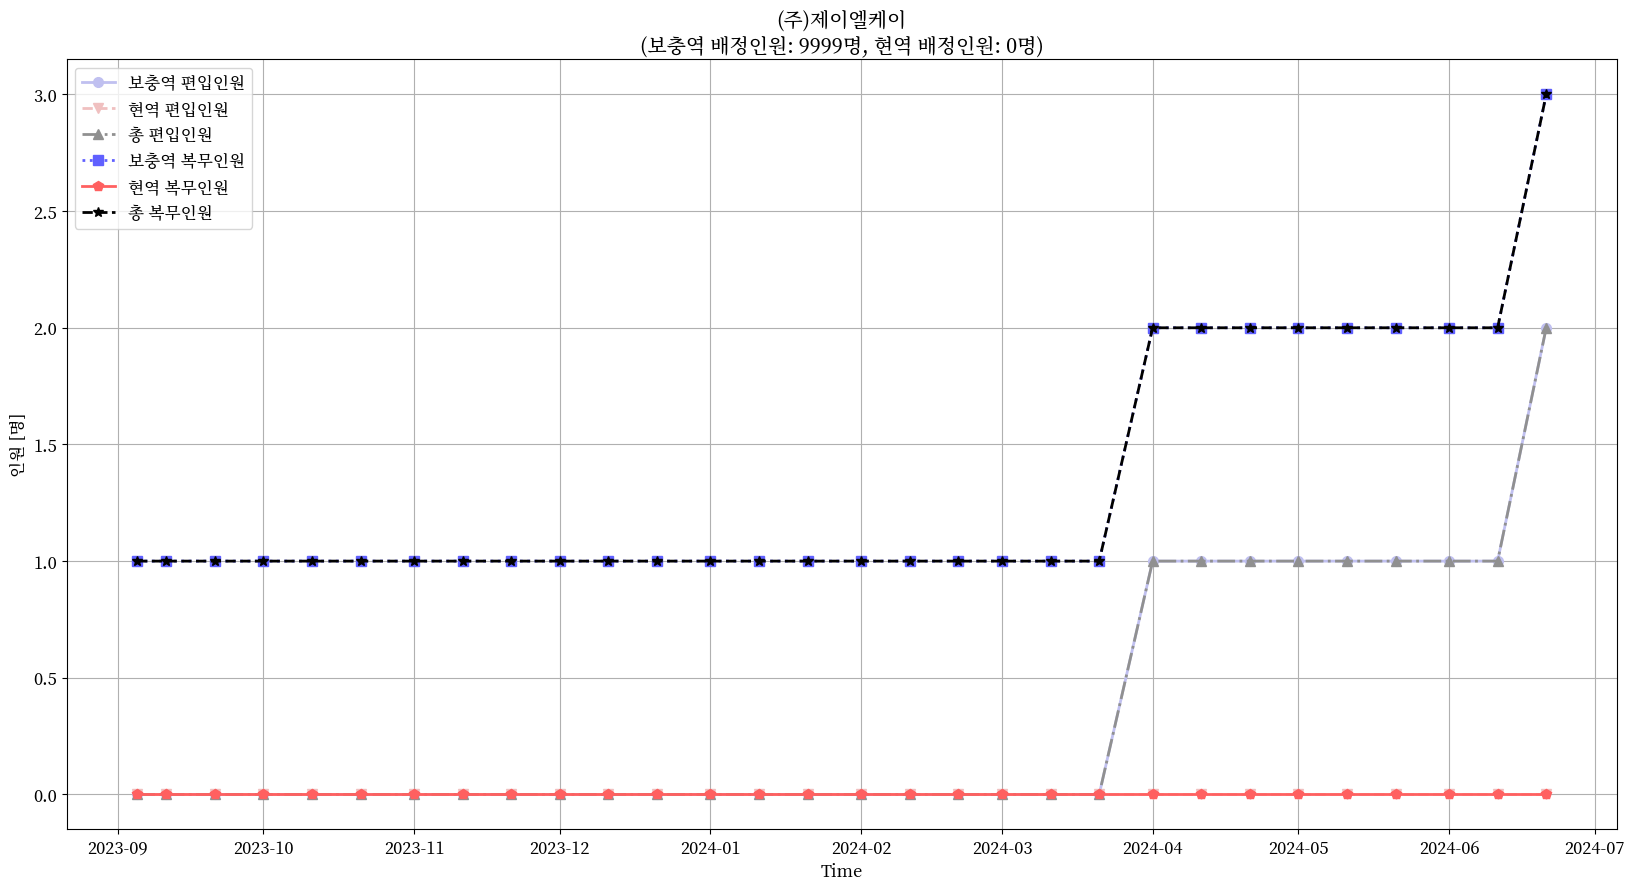 (주)제이엘케이
(보충역 배정인원: 9999명, 현역 배정인원: 0명)
보충역 편입인원
현역 편입인원
총 편입인원
보충역 복무인원
현역 복무인원
총 복무인원
3.0
2.5
2.0
1.5
1.0
0.5
0.0
인원 [명]
2023-09 2023-10 2023-11 2023-12 2024-01 2024-02 2024-03 2024-04 2024-05 2024-06 2024-07
Time